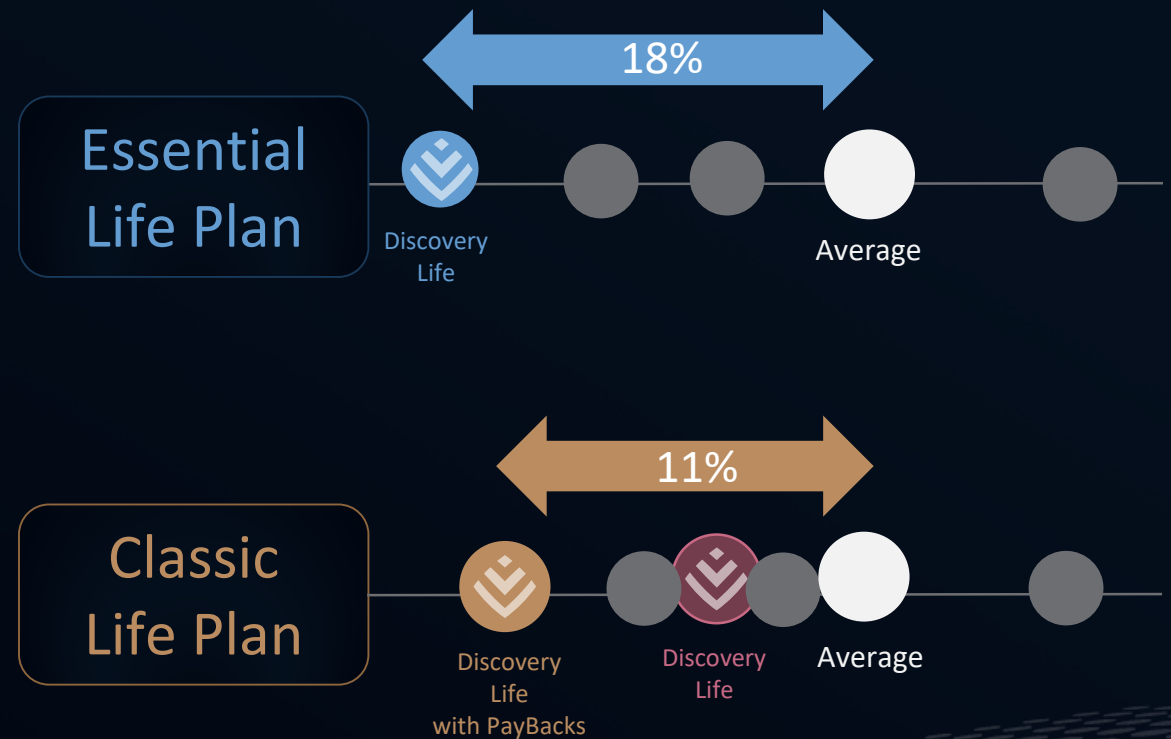 18%
Essential
Life Plan
Discovery
Life
Average
11%
Classic
Life Plan
Discovery
Life
with PayBacks
Discovery
Life
Average